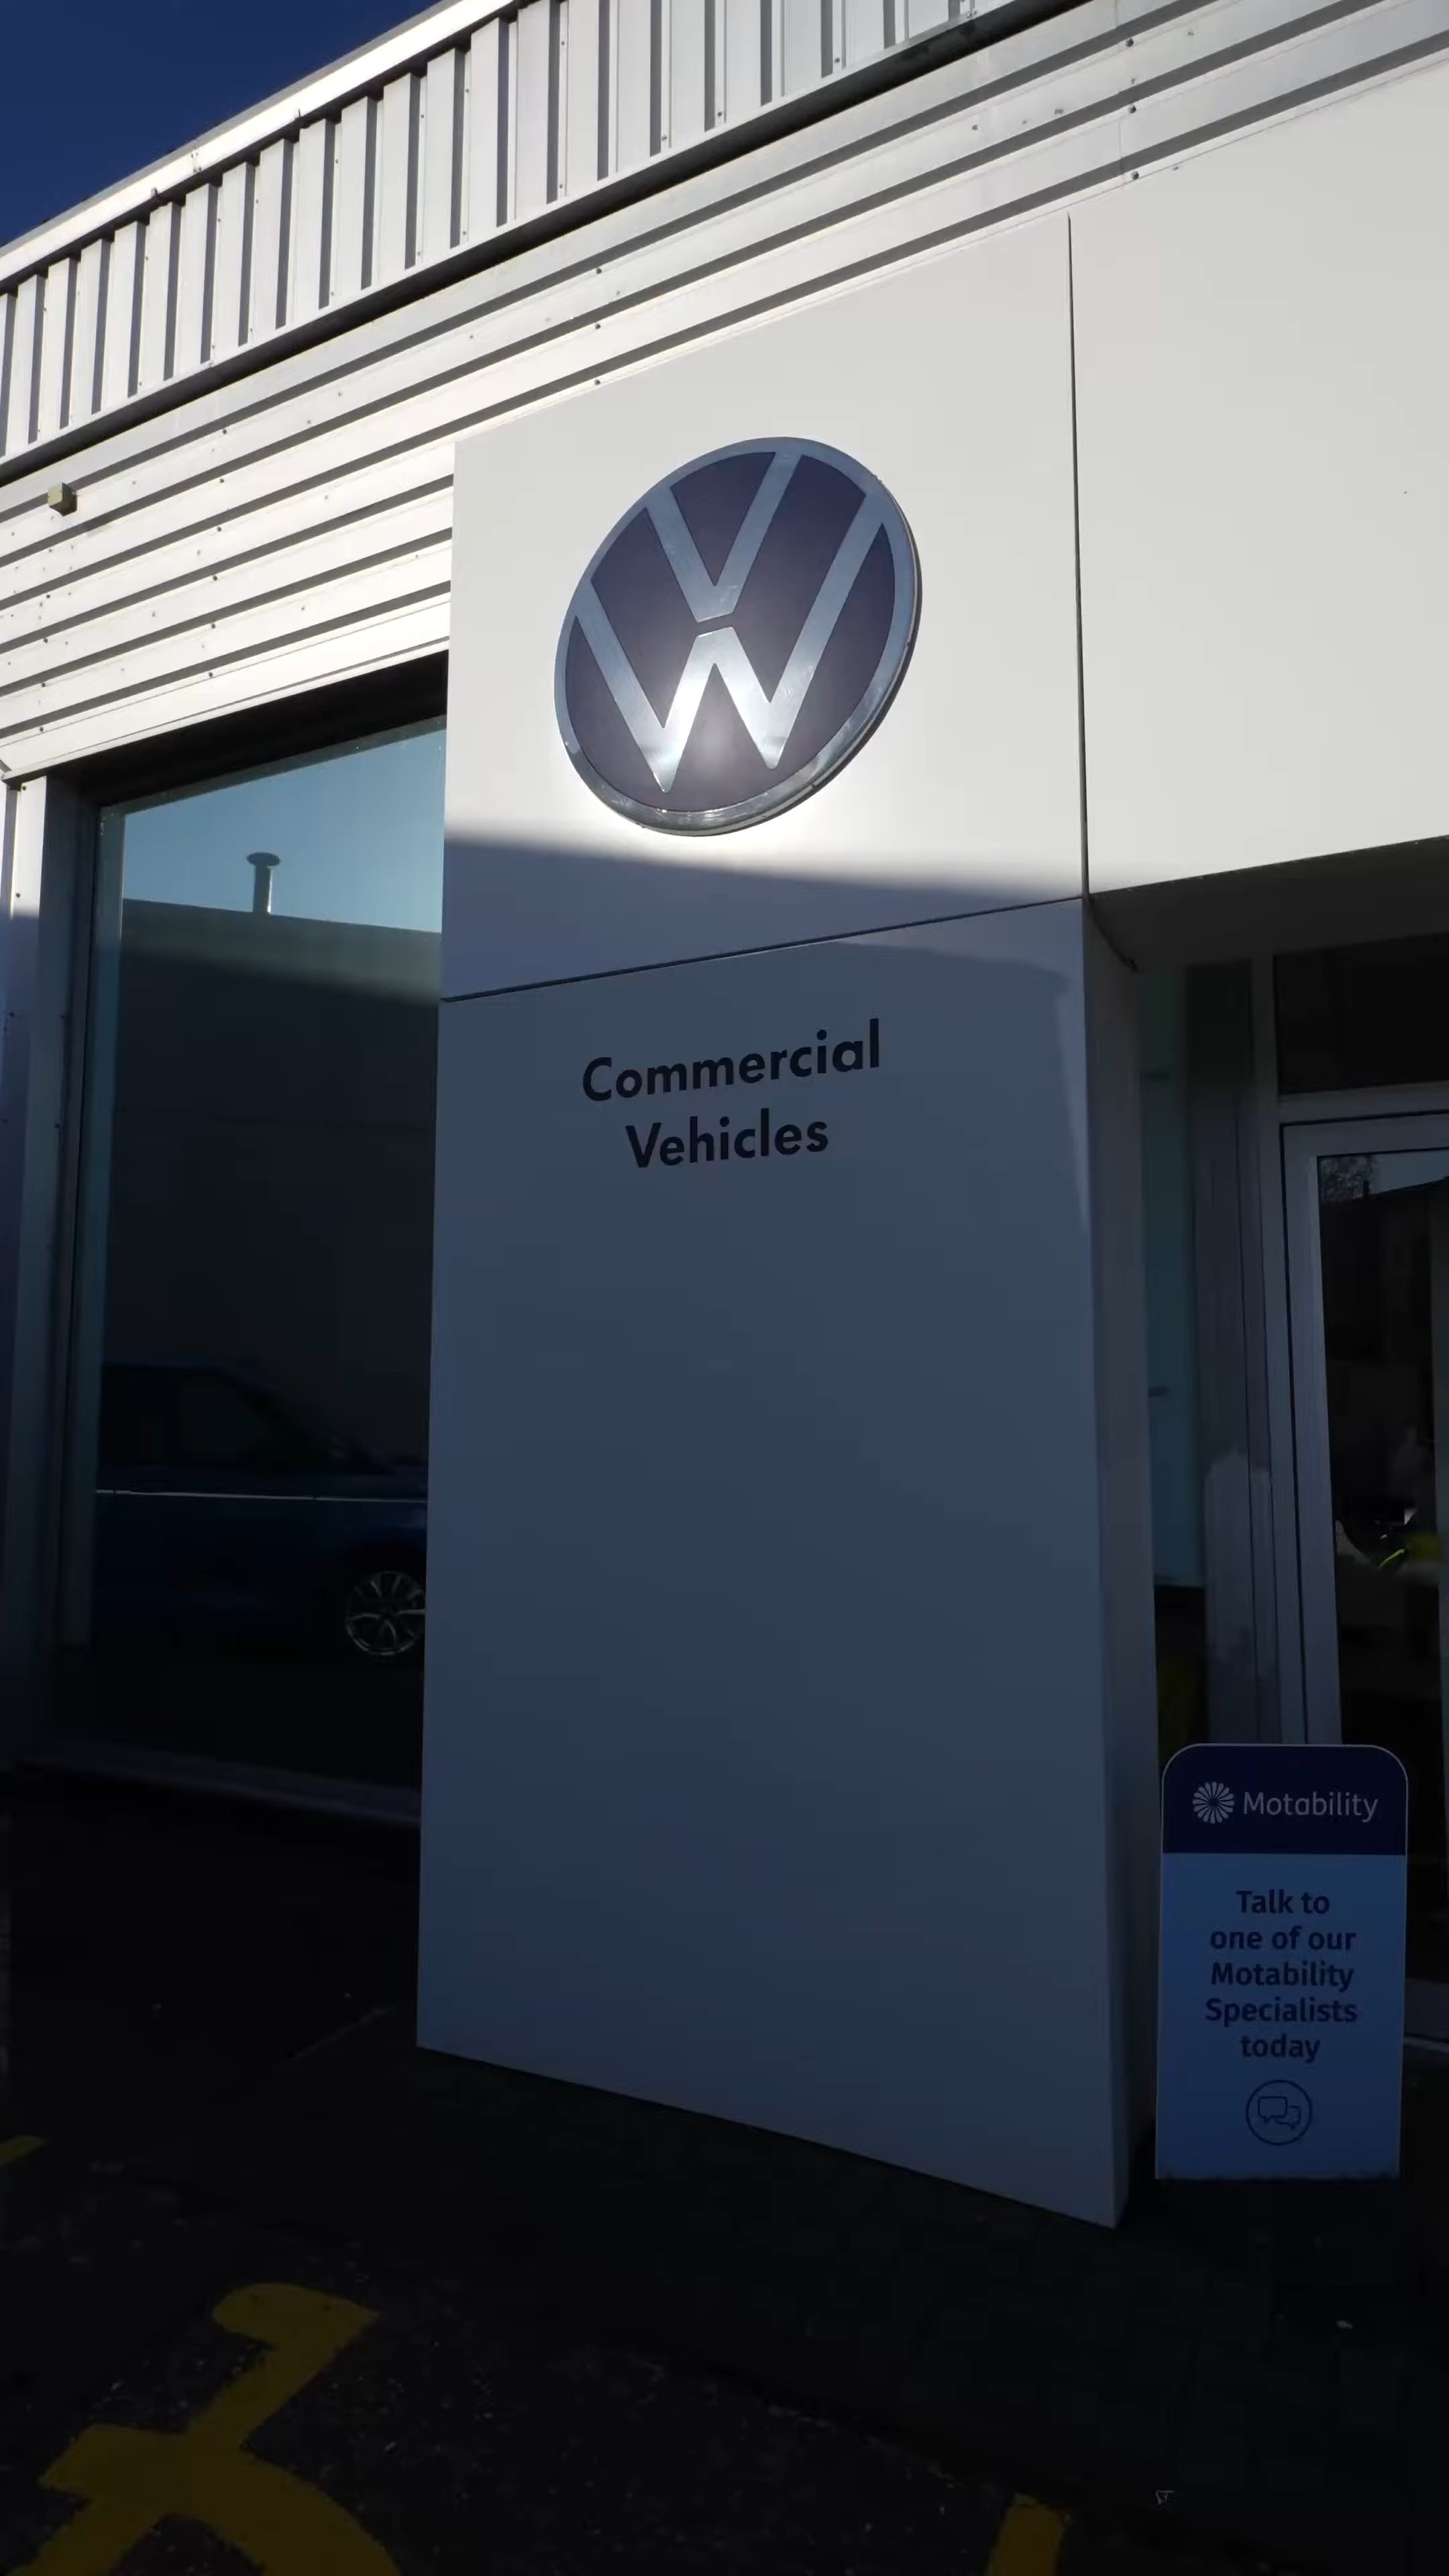 Commercial
Vehicles
Motability
Talk to
one of our
Motability
Specialists
today